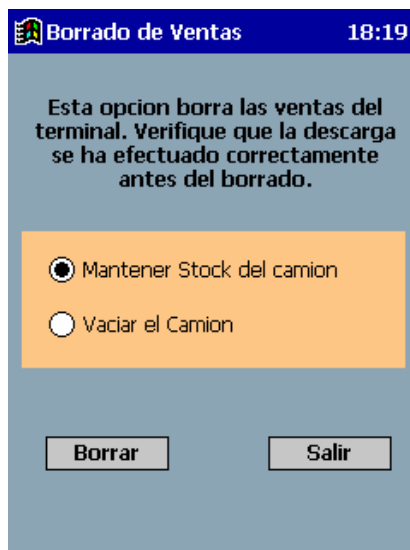 Borrado de Ventas 18:19
Esta opcion borra las ventas del
terminal. Verifique que la descarga
se ha efectuado correctamente
antes del borrado.
Mantener Stock del camion
Vaciar el Camion
Borrar Salir